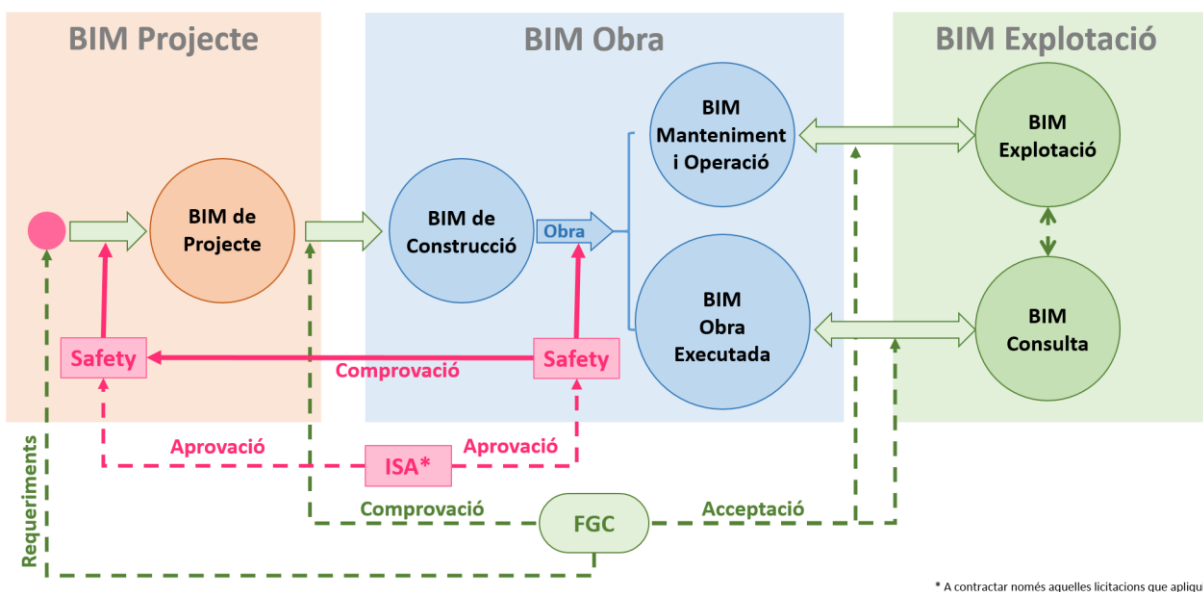 BIM Projecte
BIM Obra
BIM Explotació
BIM de
Projecte
BIM de
Construcció
Obra
BIM
Manteniment
i Operació
BIM
Explotació
BIM
Obra
Executada
BIM
Consulta
Safety
Comprovació
Safety
Aprovació
ISA*
Aprovació
Requeriments
Comprovació
FGC
Acceptació
* A contractar només aquelles licitacions que apliqu